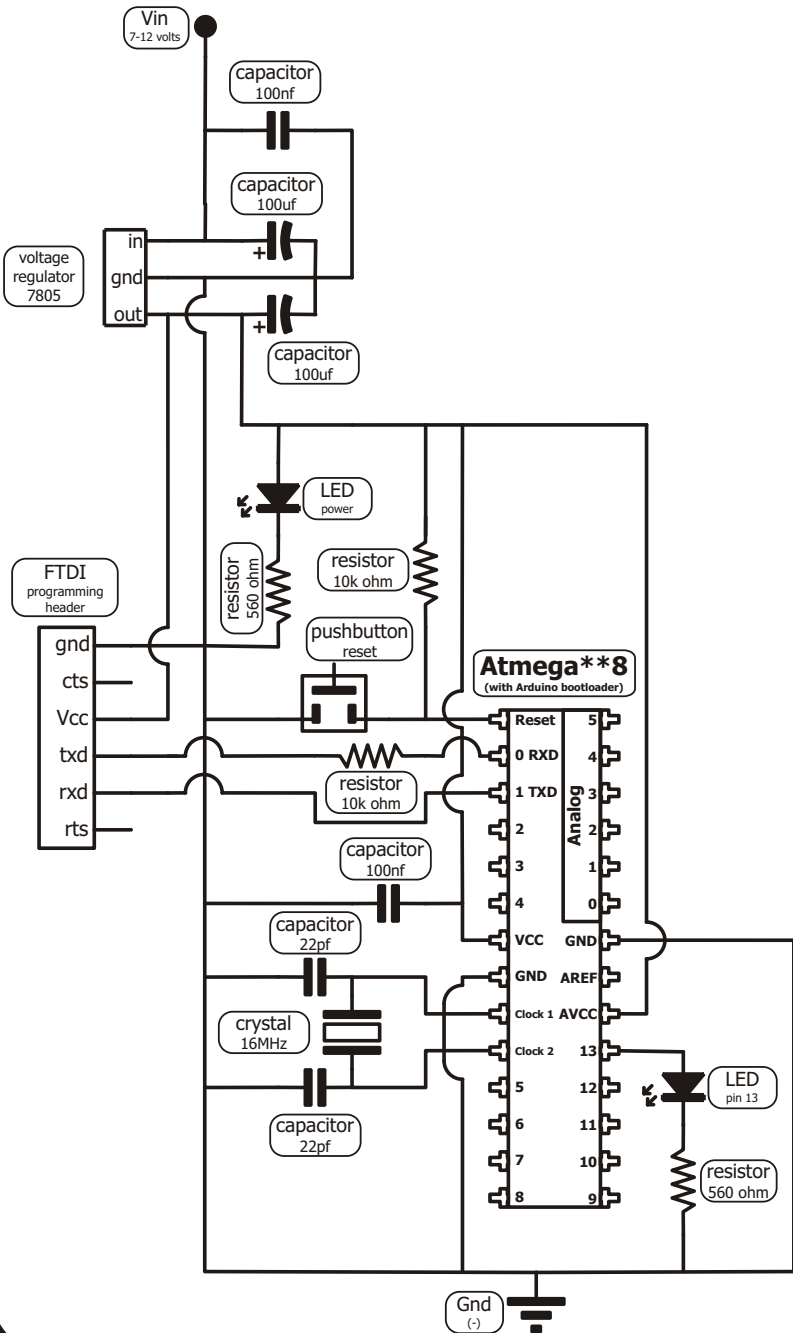 Vin
7-12 volts
capacitor
100nf
capacitor
100uf
voltage
regulator
7805
in
gnd
out
+
+
capacitor
100uf
LED
power
resistor
560 ohm
resistor
10k ohm
FTDI
programming
header
gnd
cts
Vcc
txd
rxd
rts
pushbutton
reset
resistor
10k ohm
Atmega**8
(with Arduino bootloader)
Reset
0 RXD
1 TXD
2
3
4
VCC
GND
Clock 1
Clock 2
5
6
7
8
Analog
5
4
3
2
1
0
GND
AREF
AVCC
13
12
11
10
9
capacitor
100nf
capacitor
22pf
crystal
16MHz
capacitor
22pf
LED
pin 13
resistor
560 ohm
Gnd
(-)